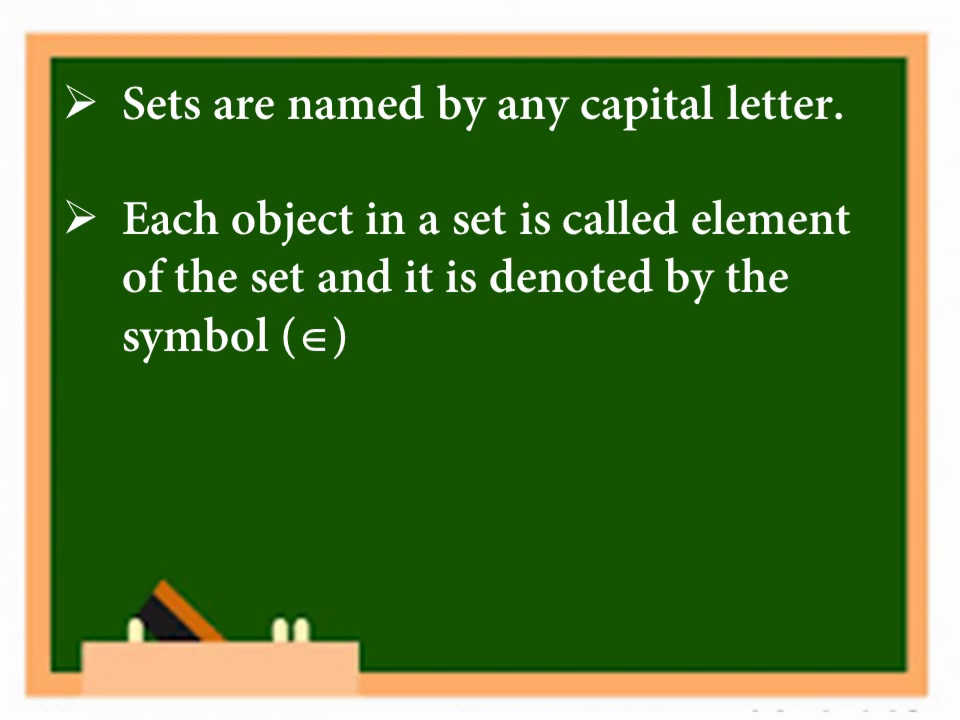 ➢ Sets are named by any capital letter.
➢ Each object in a set is called element
of the set and it is denoted by the
symbol (∈)